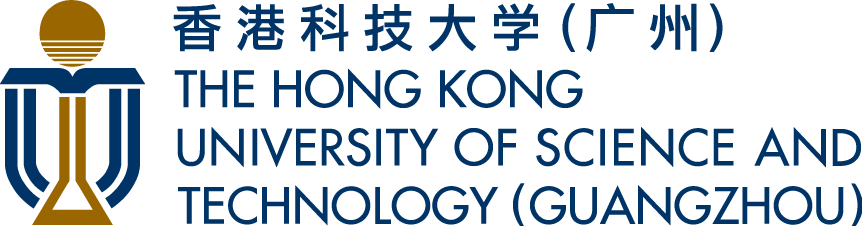 香港科技大学(广州)
THE HONG KONG
UNIVERSITY OF SCIENCE AND
TECHNOLOGY (GUANGZHOU)